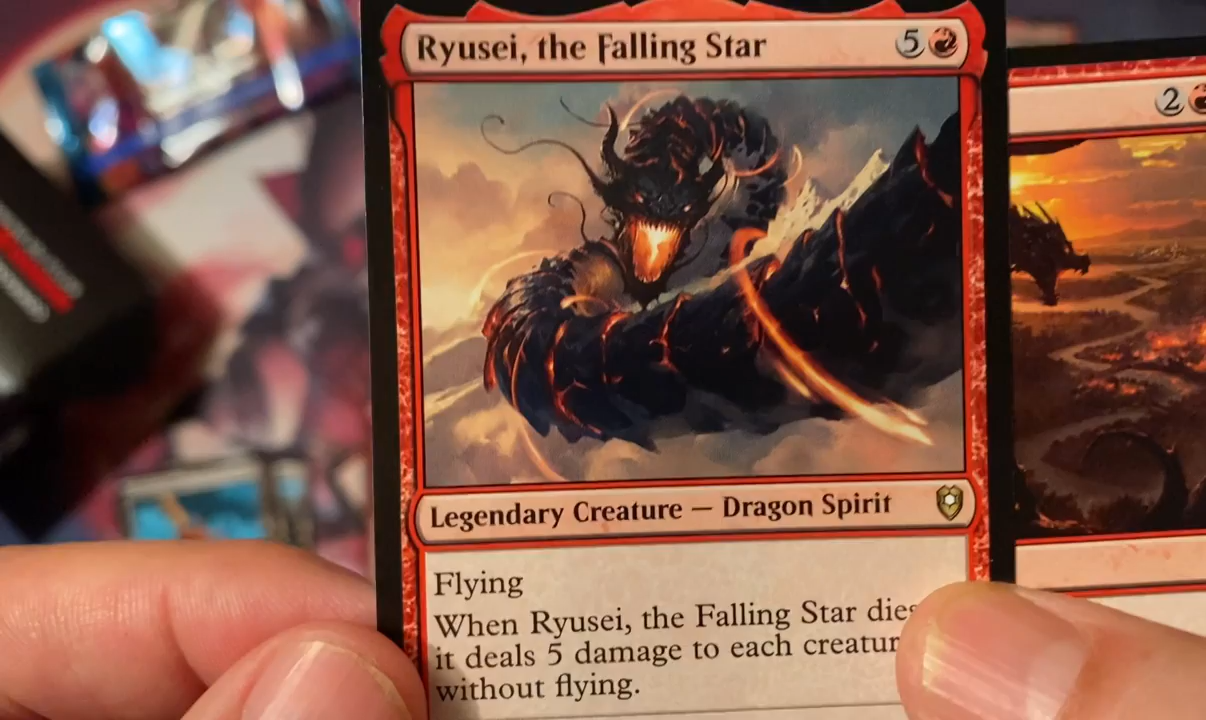 Ryusei, the Falling Star 5
2
Legendary Creature — Dragon Spirit
Flying
When Ryusei, the Falling Star dies
it deals 5 damage to each creatur
without flying.